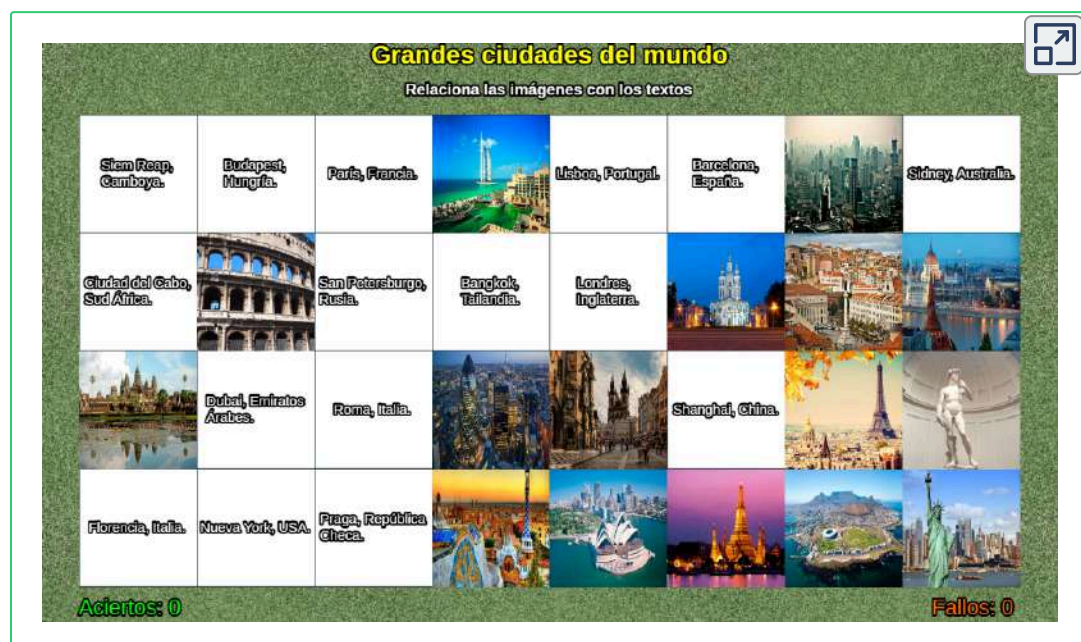 Grandes ciudades del mundo
Relaciona las imágenes con los textos
Siem Reap,
Camboya.
Budapest,
Hungría.
París, Francia.
Lisboa, Portugal.
Barcelona,
España.
Sidney, Australia.
Ciudad del Cabo,
Sud África.
San Petersburgo,
Rusia.
Bangkok,
Tailandia.
Londres,
Inglaterra.
Dubai, Emiratos
Árabes.
Roma, Italia.
Shanghai, China.
Florencia, Italia.
Nueva York, USA.
Praga, República
Checa.
Aciertos: 0
Fallos: 0